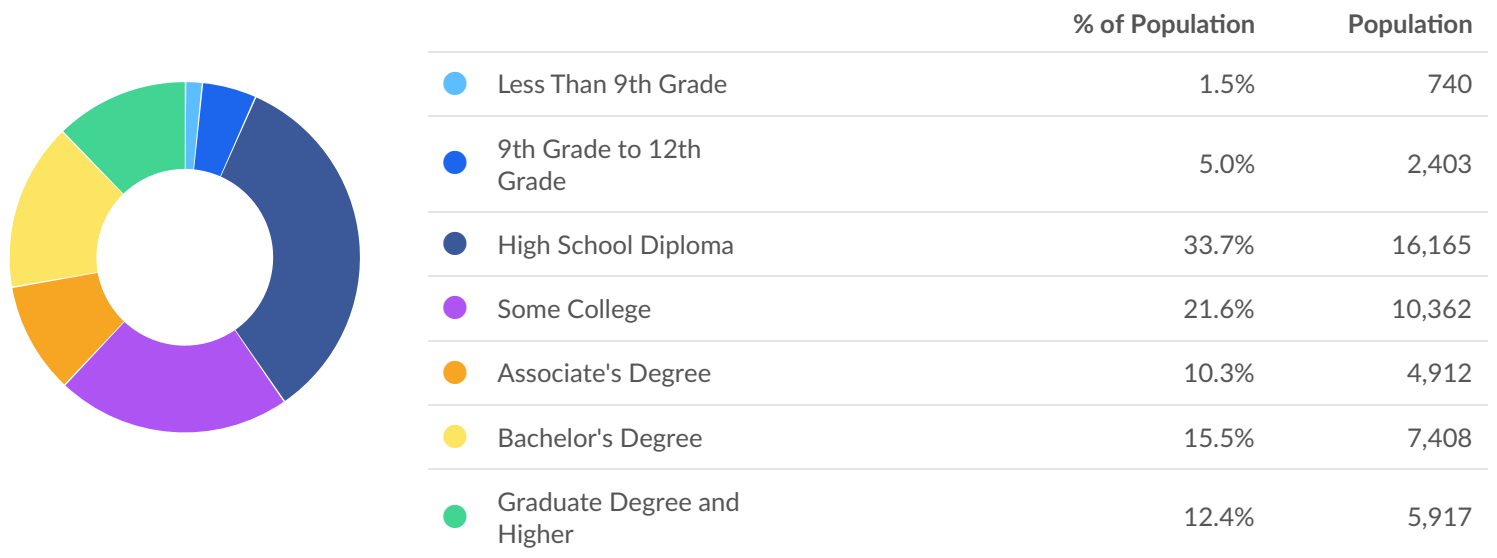 % of Population Population
Less Than 9th Grade 1.5% 740
9th Grade to 12th
Grade 5.0% 2,403
High School Diploma 33.7% 16,165
Some College 21.6% 10,362
Associate's Degree 10.3% 4,912
Bachelor's Degree 15.5% 7,408
Graduate Degree and
Higher 12.4% 5,917